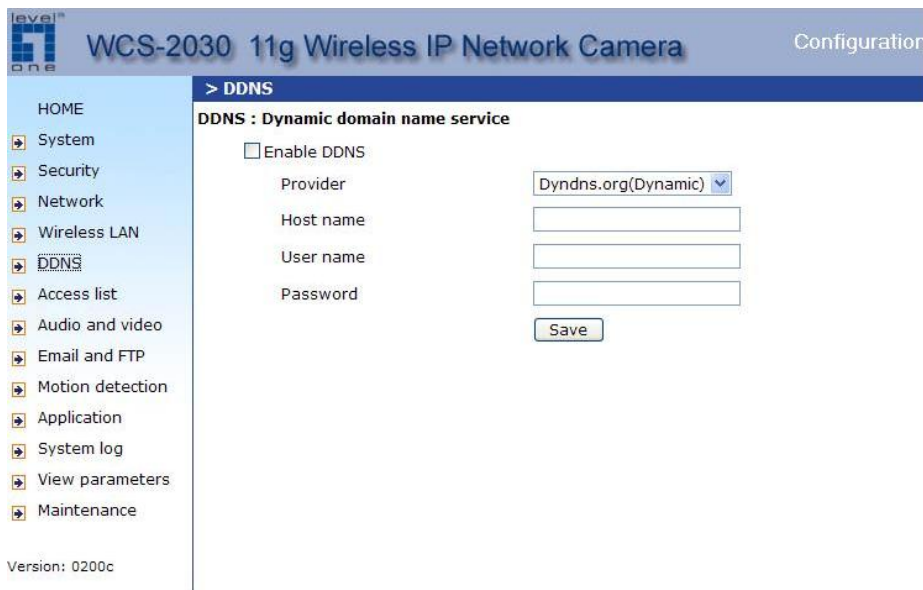 level™
one
WCS-2030 11g Wireless IP Network Camera
Configuration
HOME
System
Security
Network
Wireless LAN
DDNS
Access list
Audio and video
Email and FTP
Motion detection
Application
System log
View parameters
Maintenance
Version: 0200c
> DDNS
DDNS : Dynamic domain name service
Enable DDNS
Provider Dyndns.org(Dynamic)
Host name
User name
Password
Save